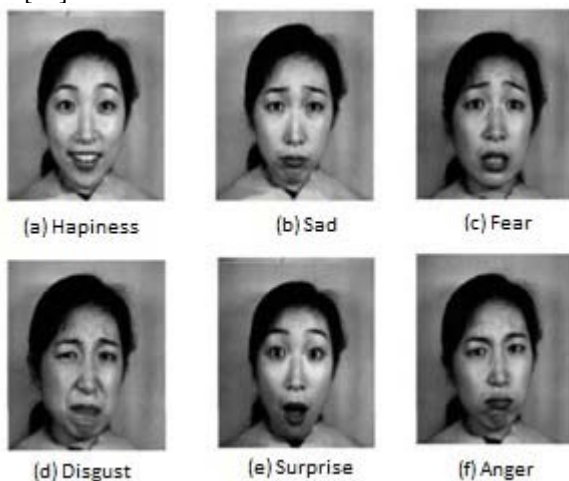 (a) Hapiness
(b) Sad
(c) Fear
(d) Disgust
(e) Surprise
(f) Anger